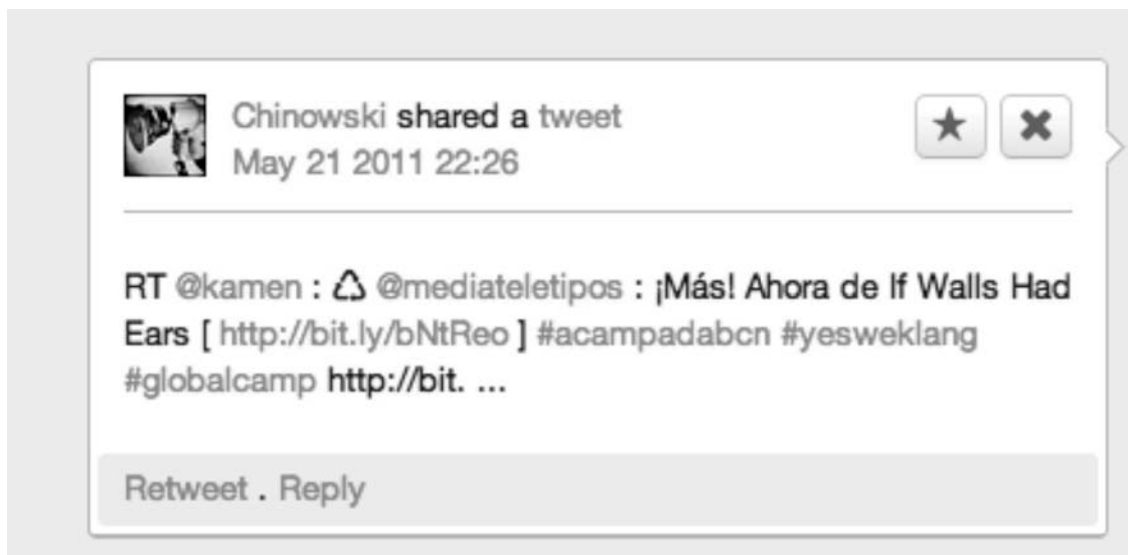 Chinowski shared a tweet
May 21 2011 22:26
RT @kamen : ♺ @mediateletipos : ¡Más! Ahora de If Walls Had
Ears [ http://bit.ly/bNtReo ] #acampadabcn #yesweklang
#globalcamp http://bit. ...
Retweet . Reply